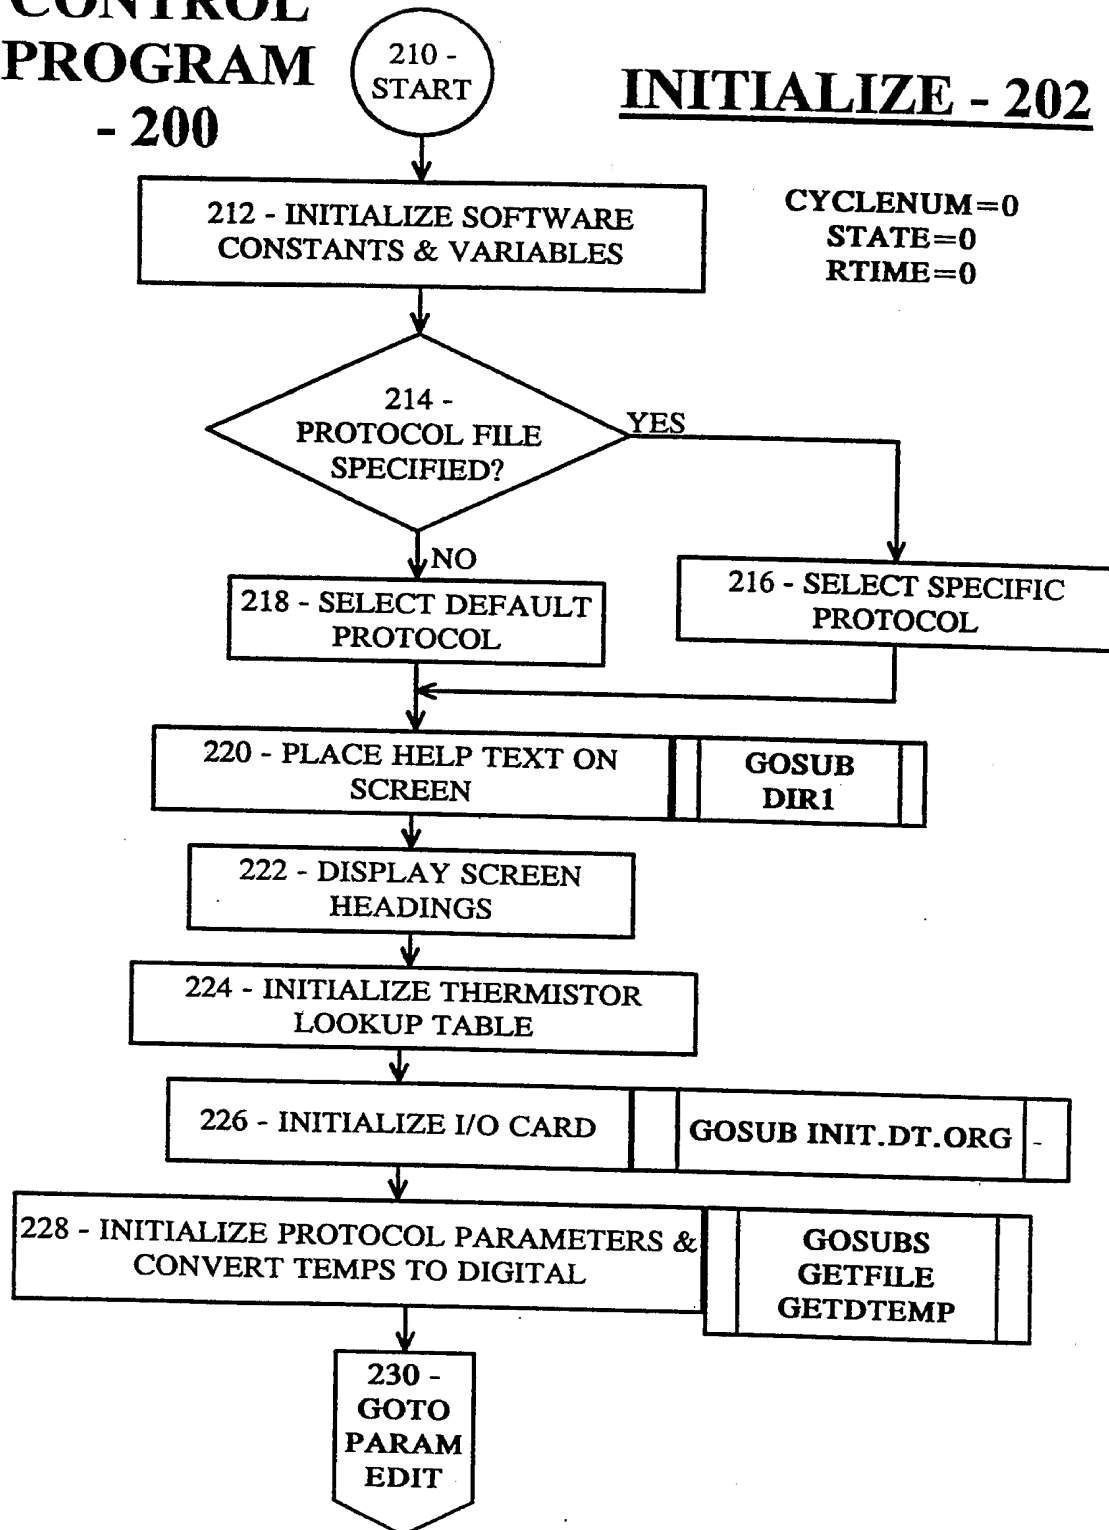 CONTROL
PROGRAM
- 200
210 -
START
INITIALIZE - 202
212 - INITIALIZE SOFTWARE
CONSTANTS & VARIABLES
CYCLENUM=0
STATE=0
RTIME=0
214 -
PROTOCOL FILE
SPECIFIED?
YES
NO
218 - SELECT DEFAULT
PROTOCOL
216 - SELECT SPECIFIC
PROTOCOL
220 - PLACE HELP TEXT ON
SCREEN
GOSUB
DIR1
222 - DISPLAY SCREEN
HEADINGS
224 - INITIALIZE THERMISTOR
LOOKUP TABLE
226 - INITIALIZE I/O CARD
GOSUB INIT.DT.ORG
228 - INITIALIZE PROTOCOL PARAMETERS &
CONVERT TEMPS TO DIGITAL
GOSUBS
GETFILE
GETDTEMP
230 -
GOTO
PARAM
EDIT